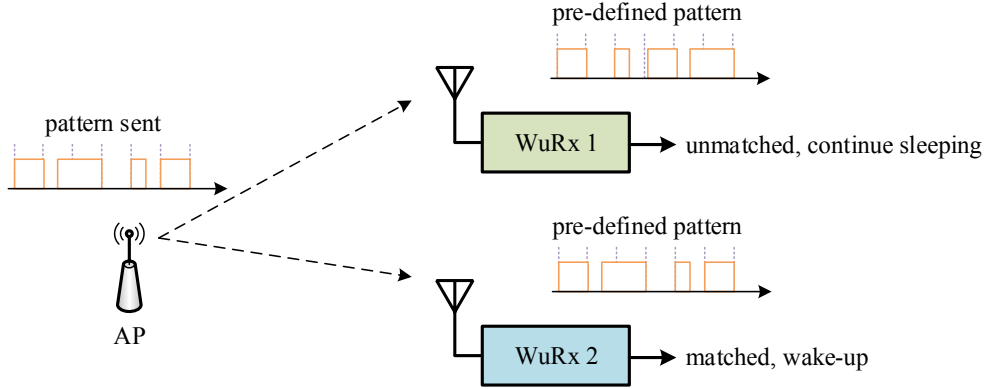 pre-defined pattern
pattern sent
WuRx 1
unmatched, continue sleeping
pre-defined pattern
AP
WuRx 2
matched, wake-up